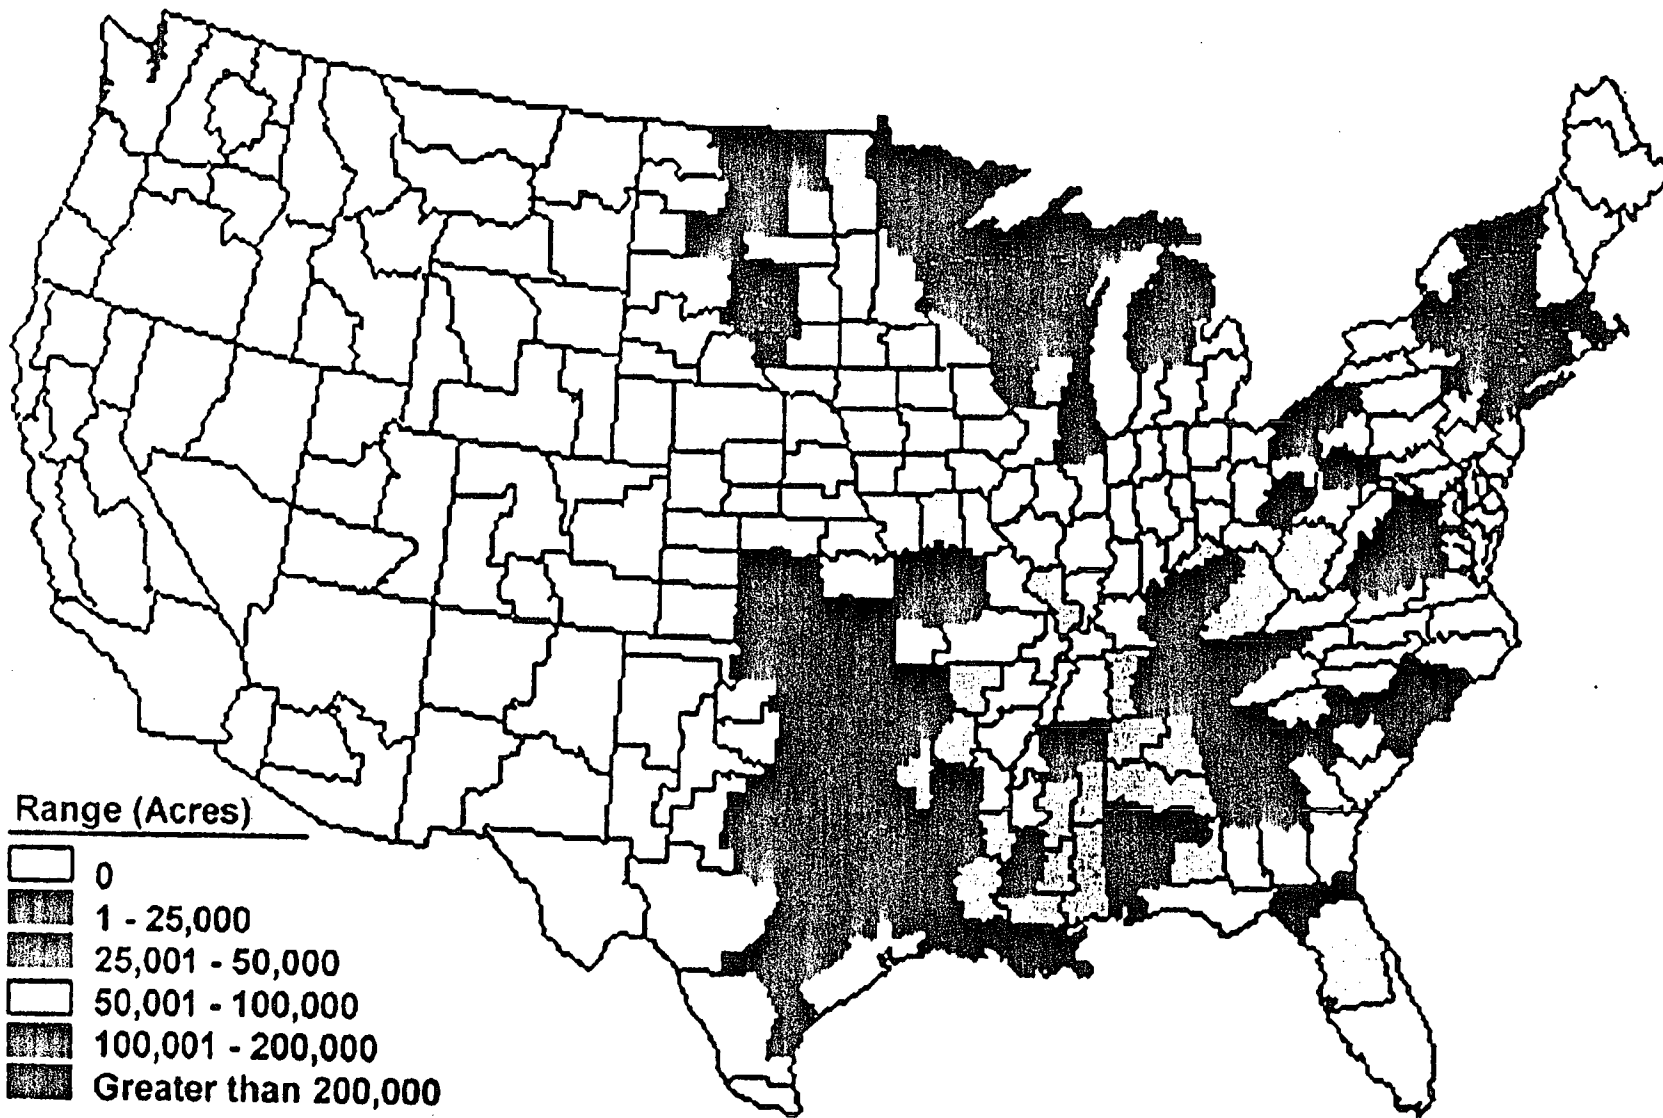 Range (Acres)
0
1 - 25,000
25,001 - 50,000
50,001 - 100,000
100,001 - 200,000
Greater than 200,000